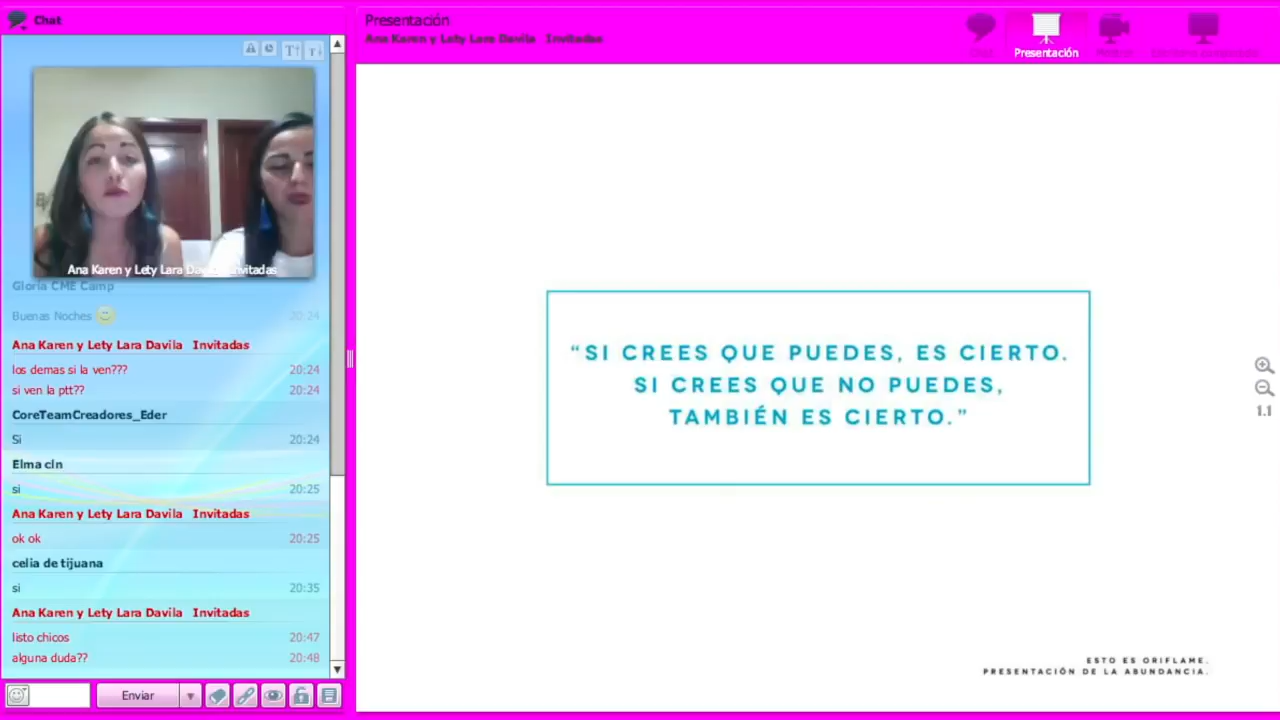 Chat
Ana Karen y Lety Lara Davila Invitadas
Gloria CME Camp
Buenas Noches 20:24
Ana Karen y Lety Lara Davila Invitadas
los demas si la ven??? 20:24
si ven la ptt?? 20:24
CoreTeamCreadores_Eder
Si 20:24
Elma cln
si 20:25
Ana Karen y Lety Lara Davila Invitadas
ok ok 20:25
celia de tijuana
si 20:35
Ana Karen y Lety Lara Davila Invitadas
listo chicos 20:47
alguna duda?? 20:48
Enviar
Presentación
Ana Karen y Lety Lara Davila Invitadas
Chat
Presentación
“SI CREES QUE PUEDES, ES CIERTO.
SI CREES QUE NO PUEDES,
TAMBIÉN ES CIERTO.”
1.1
ESTO ES ORIFLAME.
PRESENTACIÓN DE LA ABUNDANCIA.